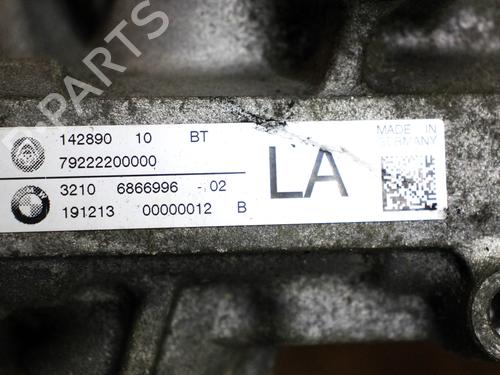 B-PARTS
142890 10 BT
79222200000
3210 6866996 - 02
191213 00000012 B
LA
MADE IN
GERMANY